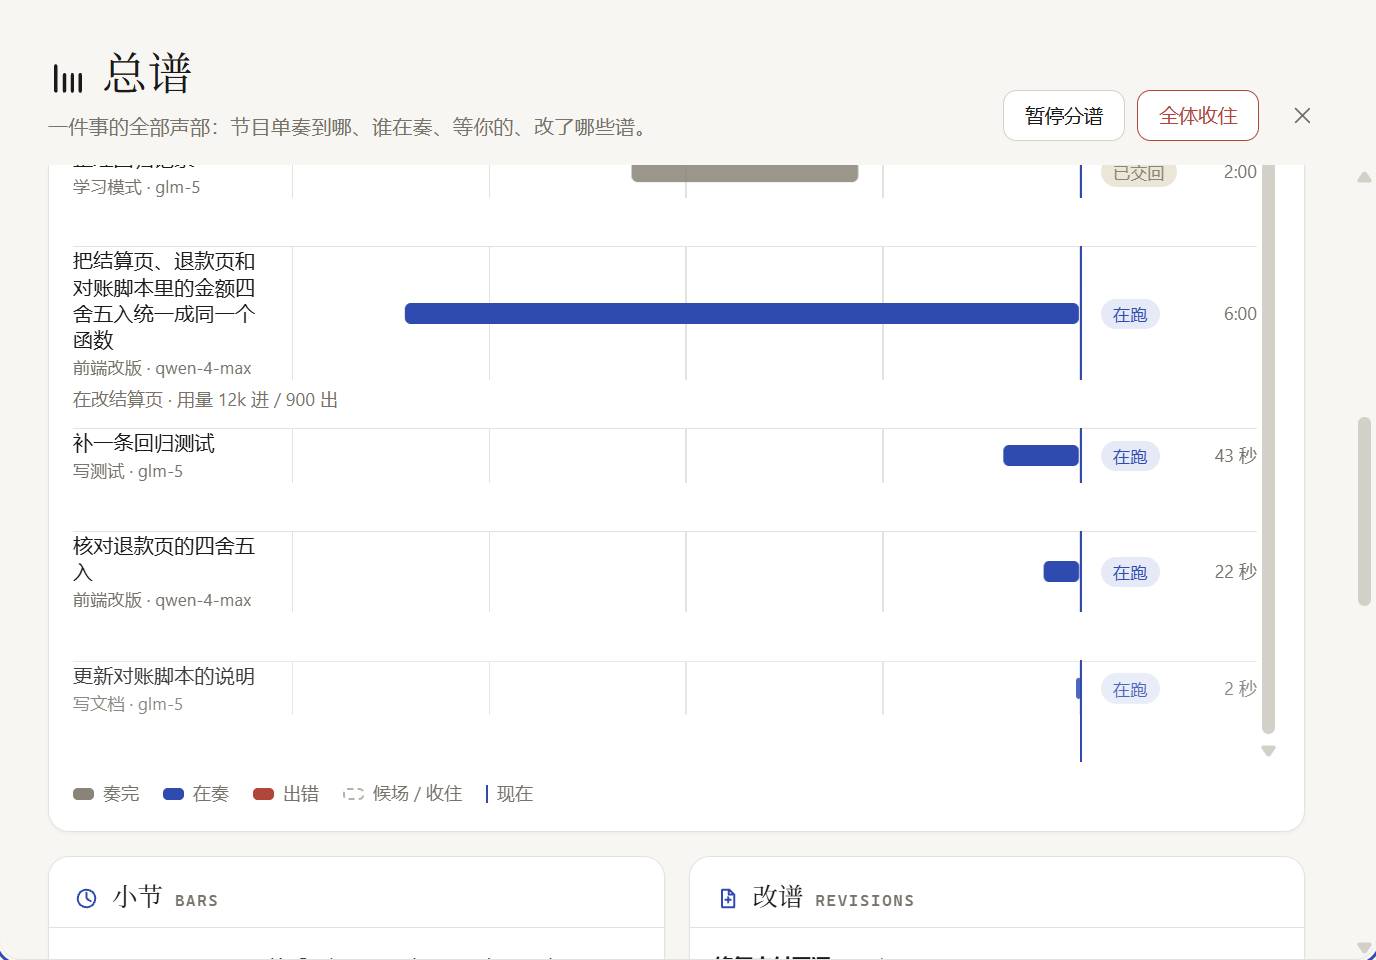 总谱
一件事的全部声部：节目单奏到哪、谁在奏、等你的、改了哪些谱。
暂停分谱
全体收住
学习模式 · glm-5
已交回
2:00
把结算页、退款页和
对账脚本里的金额四
舍五入统一成同一个
函数
前端改版 · qwen-4-max
在跑
6:00
在改结算页 · 用量 12k 进 / 900 出
补一条回归测试
写测试 · glm-5
在跑
43 秒
核对退款页的四舍五
入
前端改版 · qwen-4-max
在跑
22 秒
更新对账脚本的说明
写文档 · glm-5
在跑
2 秒
奏完
在奏
出错
候场 / 收住
现在
小节 BARS
改谱 REVISIONS